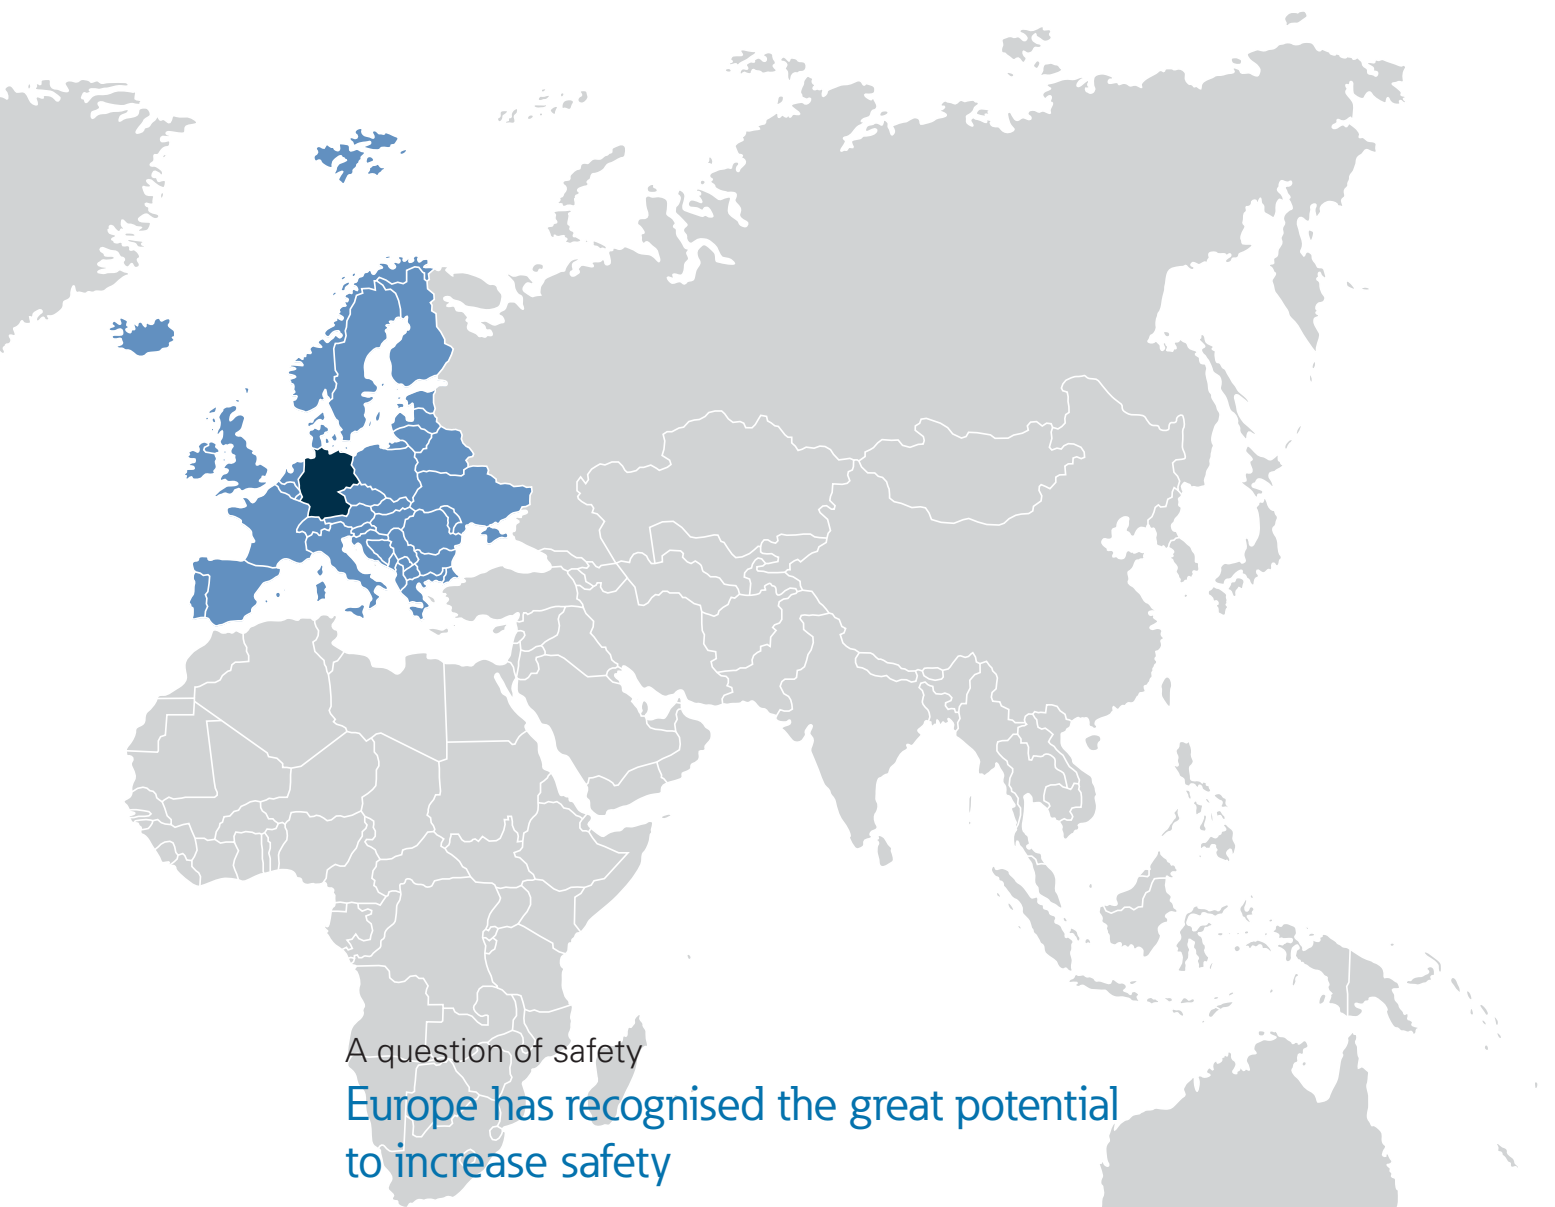 A question of safety
Europe has recognised the great potential
to increase safety